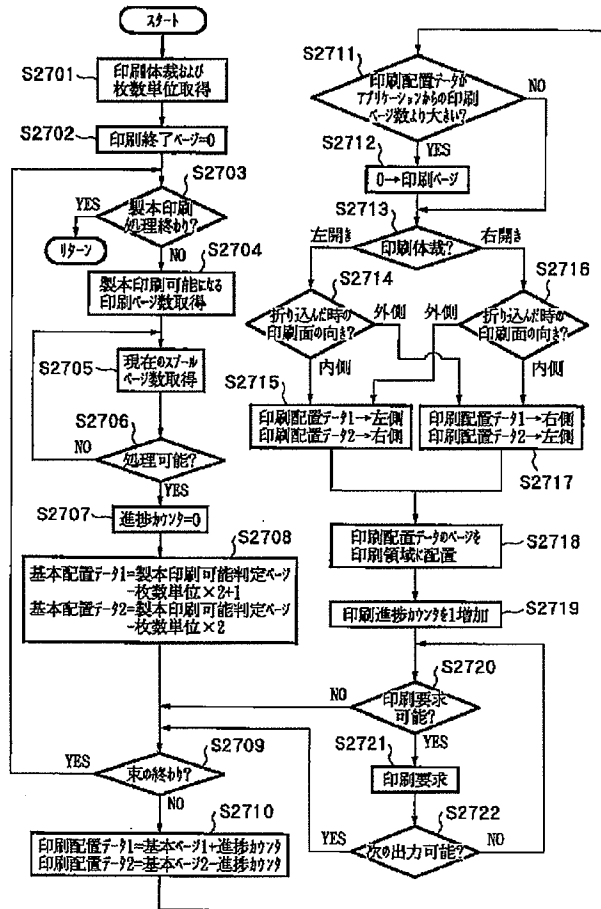 スタート
S2701
印刷体裁および
枚数単位取得
S2702
印刷終了ページ=0
S2703
製本印刷
処理終わり?
YES
リターン
NO
S2704
製本印刷可能になる
印刷ページ数取得
S2705
現在のスプール
ページ数取得
S2706
処理可能?
NO
YES
S2707
進捗カウンタ=0
S2708
基本配置データ1=製本印刷可能判定ページ
-枚数単位×2+1
基本配置データ2=製本印刷可能判定ページ
-枚数単位×2
S2709
束の終わり?
YES
NO
S2710
印刷配置データ1=基本ページ1+進捗カウンタ
印刷配置データ2=基本ページ2-進捗カウンタ
S2711
印刷配置データが
アプリケーションからの印刷
ページ数より大きい?
NO
YES
S2712
0→印刷ページ
S2713
印刷体裁?
左開き
右開き
S2714
折り込んだ時の
印刷面の向き?
外側
内側
S2716
折り込んだ時の
印刷面の向き?
外側
内側
S2715
印刷配置データ1→左側
印刷配置データ2→右側
印刷配置データ1→右側
印刷配置データ2→左側
S2717
印刷配置データのページを
印刷領域に配置
S2718
印刷進捗カウンタを1増加
S2719
S2720
印刷要求
可能?
NO
YES
S2721
印刷要求
S2722
次の出力可能?
YES
NO